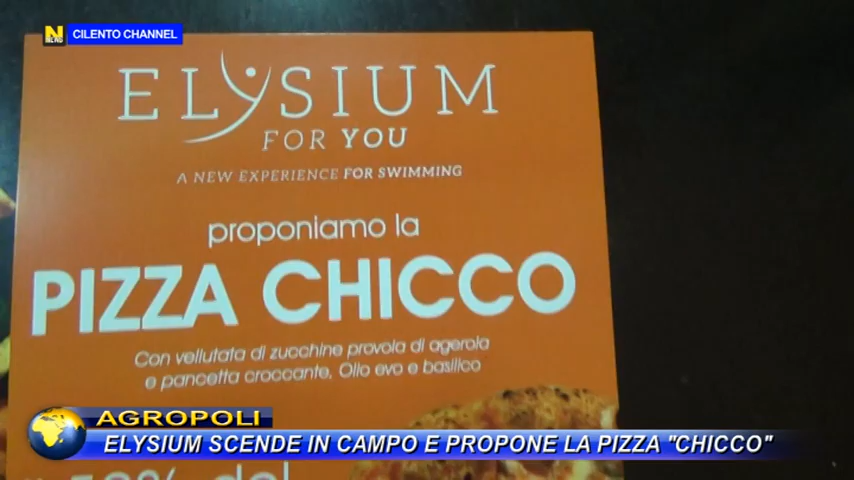 N
CILENTO CHANNEL
ELYSIUM
FOR YOU
A NEW EXPERIENCE FOR SWIMMING
proponiamo la
PIZZA CHICCO
Con vellutata di zucchine provola di agerola
e pancetta croccante, Olio evo e basilico
AGROPOLI
ELYSIUM SCENDE IN CAMPO E PROPONE LA PIZZA "CHICCO"